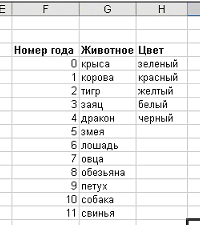 E F G H
Номер года Животное Цвет
0 крыса зеленый
1 корова красный
2 тигр желтый
3 заяц белый
4 дракон черный
5 змея
6 лошадь
7 овца
8 обезьяна
9 петух
10 собака
11 свинья